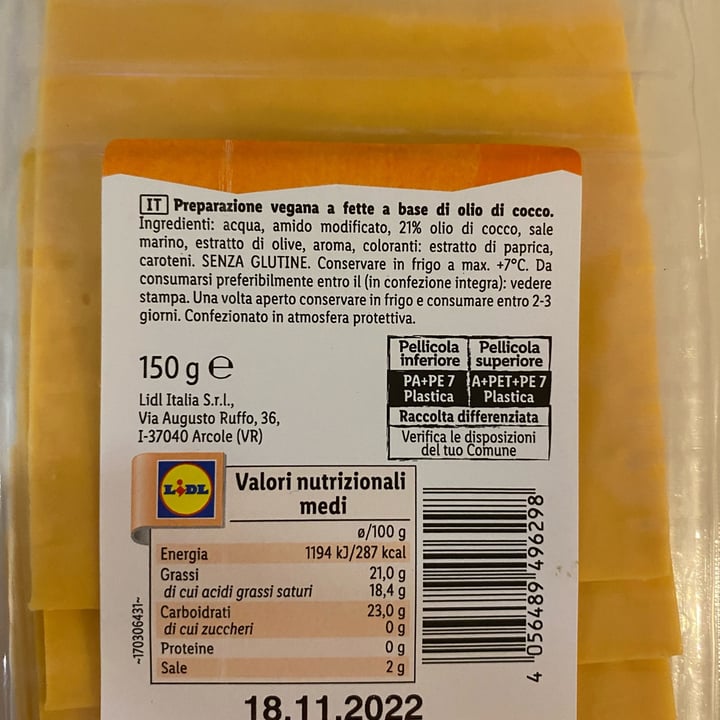 IT Preparazione vegana a fette a base di olio di cocco.
Ingredienti: acqua, amido modificato, 21% olio di cocco, sale
marino, estratto di olive, aroma, coloranti: estratto di paprica,
caroteni. SENZA GLUTINE. Conservare in frigo a max. +7°C. Da
consumarsi preferibilmente entro il (in confezione integra): vedere
stampa. Una volta aperto conservare in frigo e consumare entro 2-3
giorni. Confezionato in atmosfera protettiva.
150 g e
Lidl Italia S.r.l.,
Via Augusto Ruffo, 36,
I-37040 Arcole (VR)
Pellicola inferiore
Pellicola superiore
PA+PE 7 Plastica
A+PET+PE 7 Plastica
Raccolta differenziata
Verifica le disposizioni
del tuo Comune
LIDL
Valori nutrizionali
medi
ø/100 g
Energia 1194 kJ/287 kcal
Grassi 21,0 g
di cui acidi grassi saturi 18,4 g
Carboidrati 23,0 g
di cui zuccheri 0 g
Proteine 0 g
Sale 2 g
~170306431~
4 056489 496298
18.11.2022